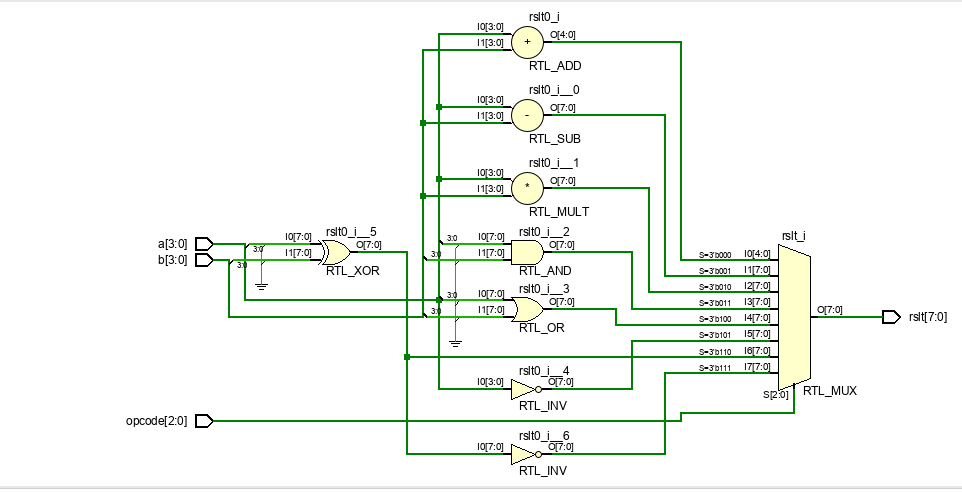 rslt0_i
I0[3:0]
I1[3:0]
+
O[4:0]
RTL_ADD
rslt0_i__0
I0[3:0]
I1[3:0]
-
O[7:0]
RTL_SUB
rslt0_i__1
I0[3:0]
I1[3:0]
*
O[7:0]
RTL_MULT
a[3:0]
b[3:0]
rslt0_i__5
3:0
3:0
I0[7:0]
I1[7:0]
O[7:0]
RTL_XOR
rslt0_i__2
3:0
3:0
I0[7:0]
I1[7:0]
O[7:0]
RTL_AND
rslt0_i__3
3:0
3:0
I0[7:0]
I1[7:0]
O[7:0]
RTL_OR
rslt0_i__4
I0[3:0]
O[7:0]
RTL_INV
opcode[2:0]
rslt0_i__6
I0[7:0]
O[7:0]
RTL_INV
rslt_i
S=3'b000 I0[4:0]
S=3'b001 I1[7:0]
S=3'b010 I2[7:0]
S=3'b011 I3[7:0]
S=3'b100 I4[7:0]
S=3'b101 I5[7:0]
S=3'b110 I6[7:0]
S=3'b111 I7[7:0]
S[2:0]
O[7:0]
RTL_MUX
rslt[7:0]